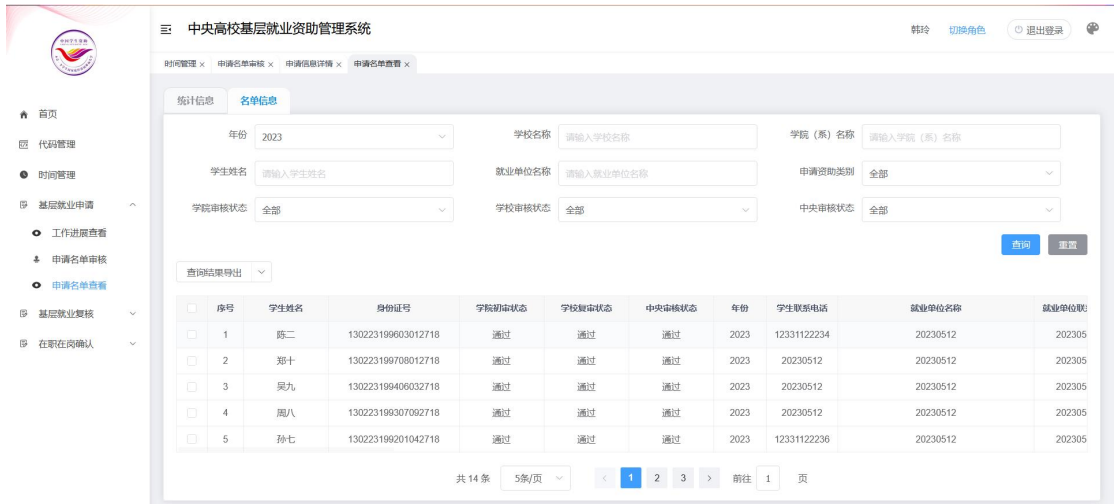 中央高校基层就业资助管理系统
韩玲 切换角色 退出登录
时间管理 × 申请名单审核 × 申请信息详情 × 申请名单查看 ×
首页
代码管理
时间管理
基层就业申请
工作进展查看
申请名单审核
申请名单查看
基层就业复核
在职在岗确认
统计信息 名单信息
年份 2023 学校名称 请输入学校名称 学院（系）名称 请输入学院（系）名称
学生姓名 请输入学生姓名 就业单位名称 请输入就业单位名称 申请资助类别 全部
学院审核状态 全部 学校审核状态 全部 中央审核状态 全部
查询 重置
查询结果导出
序号 学生姓名 身份证号 学院初审状态 学校复审状态 中央审核状态 年份 学生联系电话 就业单位名称 就业单位联
1 陈二 130223199603012718 通过 通过 通过 2023 12331122234 20230512 202305
2 郑十 130223199708012718 通过 通过 通过 2023 20230512 20230512 202305
3 吴九 130223199406032718 通过 通过 通过 2023 20230512 20230512 202305
4 周八 130223199307092718 通过 通过 通过 2023 20230512 20230512 202305
5 孙七 130223199201042718 通过 通过 通过 2023 12331122236 20230512 202305
共 14 条 5条/页 < 1 2 3 > 前往 1 页